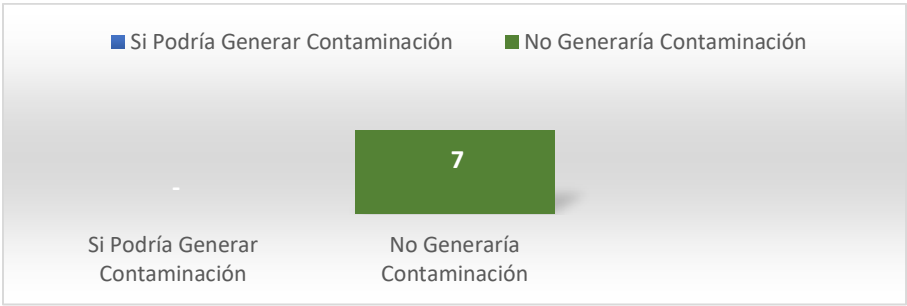 Si Podría Generar Contaminación No Generaría Contaminación
7
-
Si Podría Generar No Generaría
Contaminación Contaminación